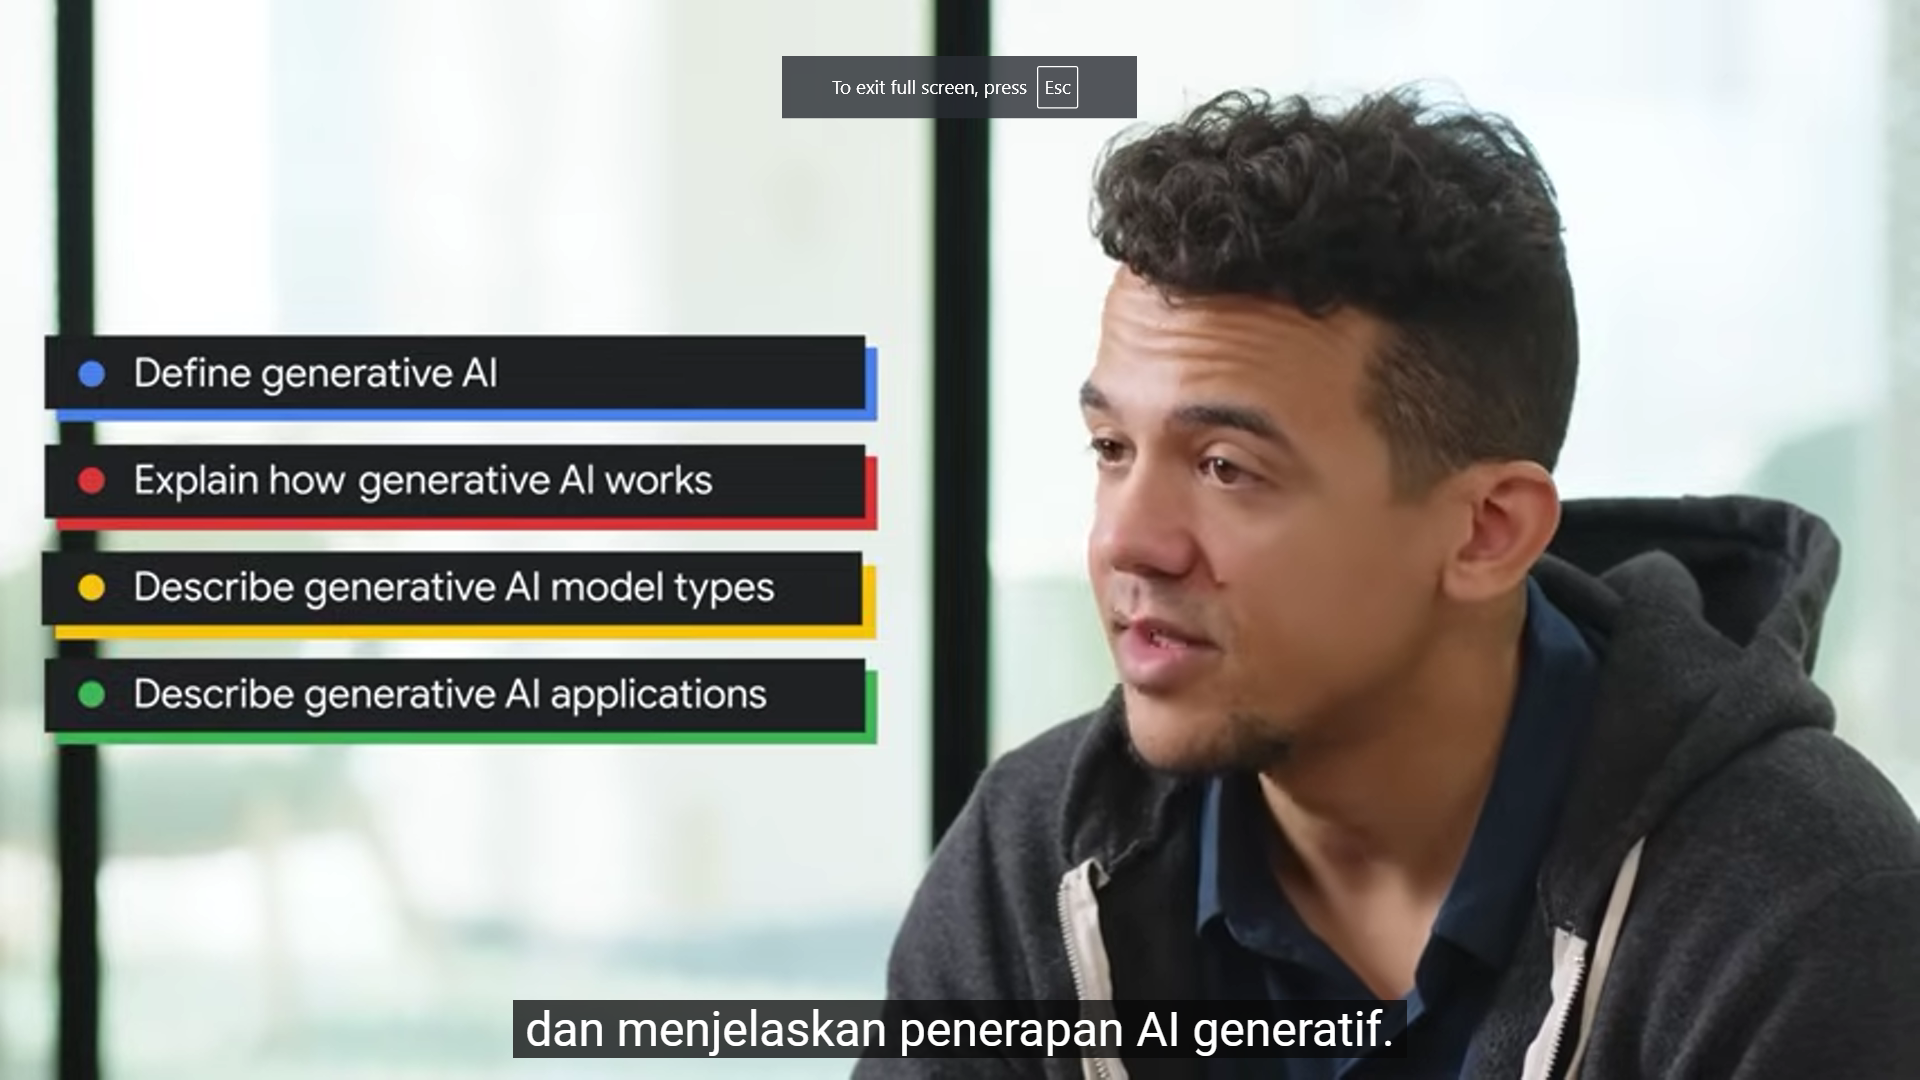 To exit full screen, press Esc
Define generative AI
Explain how generative AI works
Describe generative AI model types
Describe generative AI applications
dan menjelaskan penerapan AI generatif.